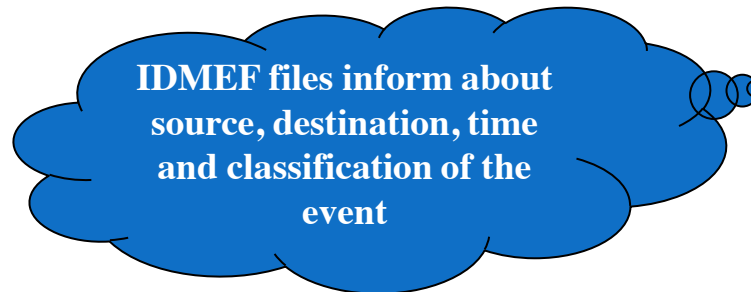 IDMEF files inform about
source, destination, time
and classification of the
event